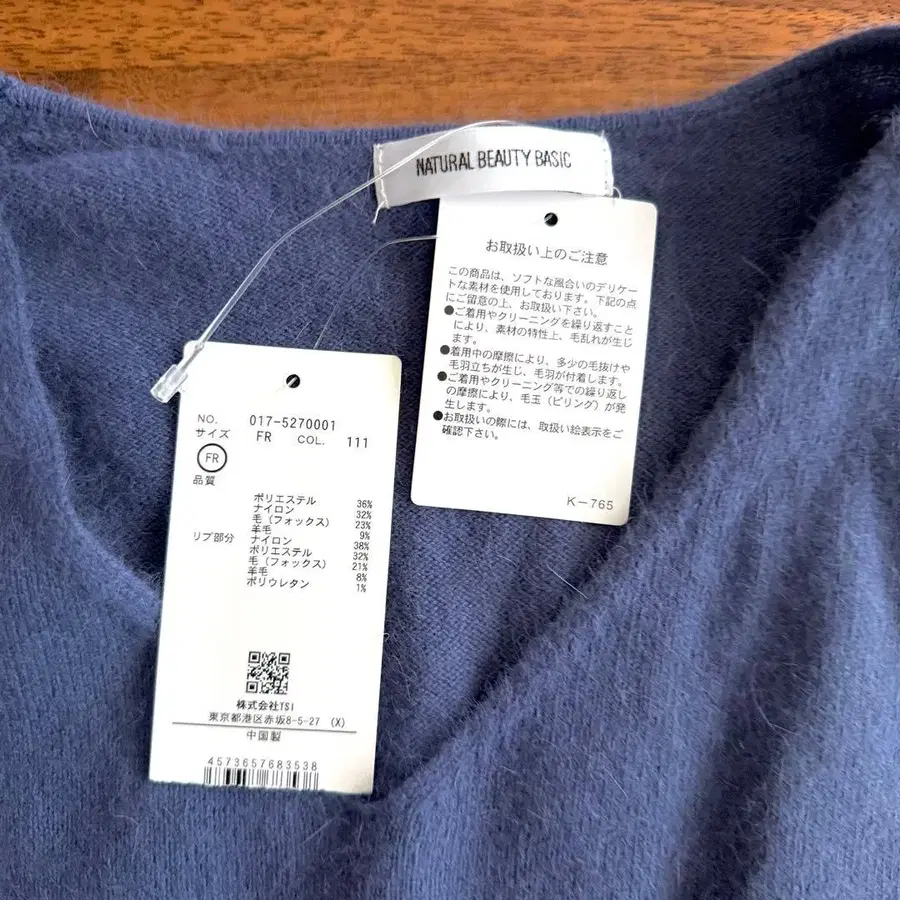 NATURAL BEAUTY BASIC
お取扱い上のご注意
この商品は、ソフトな風合いのデリケー
トな素材を使用しております。下記の点
にご留意の上、お取扱い下さい。
●ご着用やクリーニングを繰り返すこと
により、素材の特性上、毛乱れが生じ
ます。
●着用中の摩擦により、多少の毛抜けや
毛羽立ちが生じ、毛羽が付着します。
●ご着用やクリーニング等での繰り返し
の摩擦により、毛玉（ピリング）が発
生します。
●お取扱いの際には、取扱い絵表示をご
確認下さい。
K-765
NO. 017-5270001
サイズ FR COL. 111
FR
品質
ポリエステル 36%
ナイロン 32%
毛（フォックス） 23%
羊毛 9%
リブ部分 ナイロン 38%
ポリエステル 32%
毛（フォックス） 21%
羊毛 8%
ポリウレタン 1%
株式会社TSI
東京都港区赤坂8-5-27 (X)
中国製
4573657683538